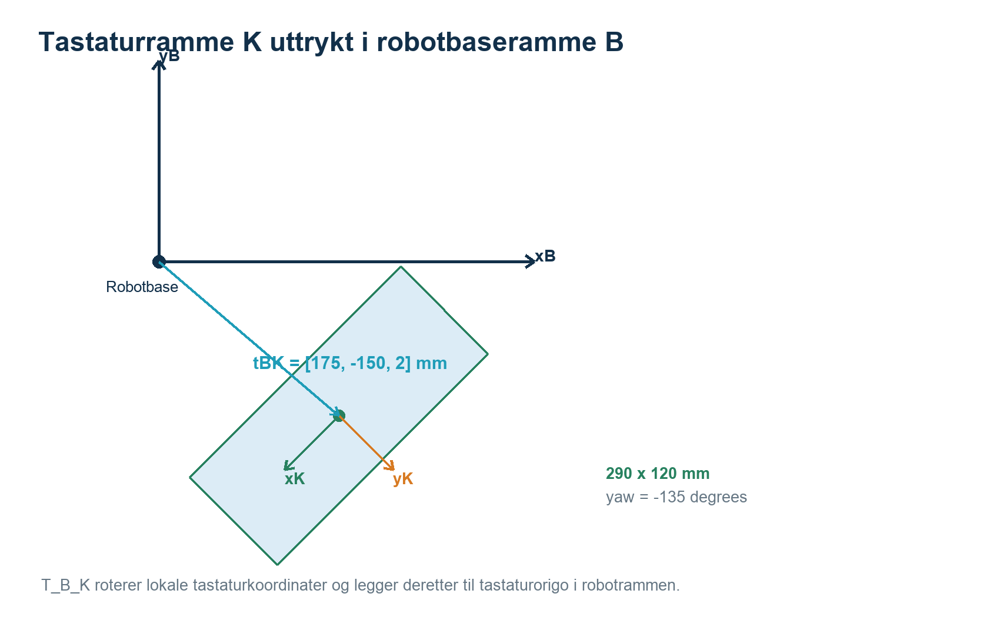 Tastaturramme K uttrykt i robotbaseramme B
yB
xB
Robotbase
tBK = [175, -150, 2] mm
xK
yK
290 x 120 mm
yaw = -135 degrees
T_B_K roterer lokale tastaturkoordinater og legger deretter til tastaturorigo i robotrammen.